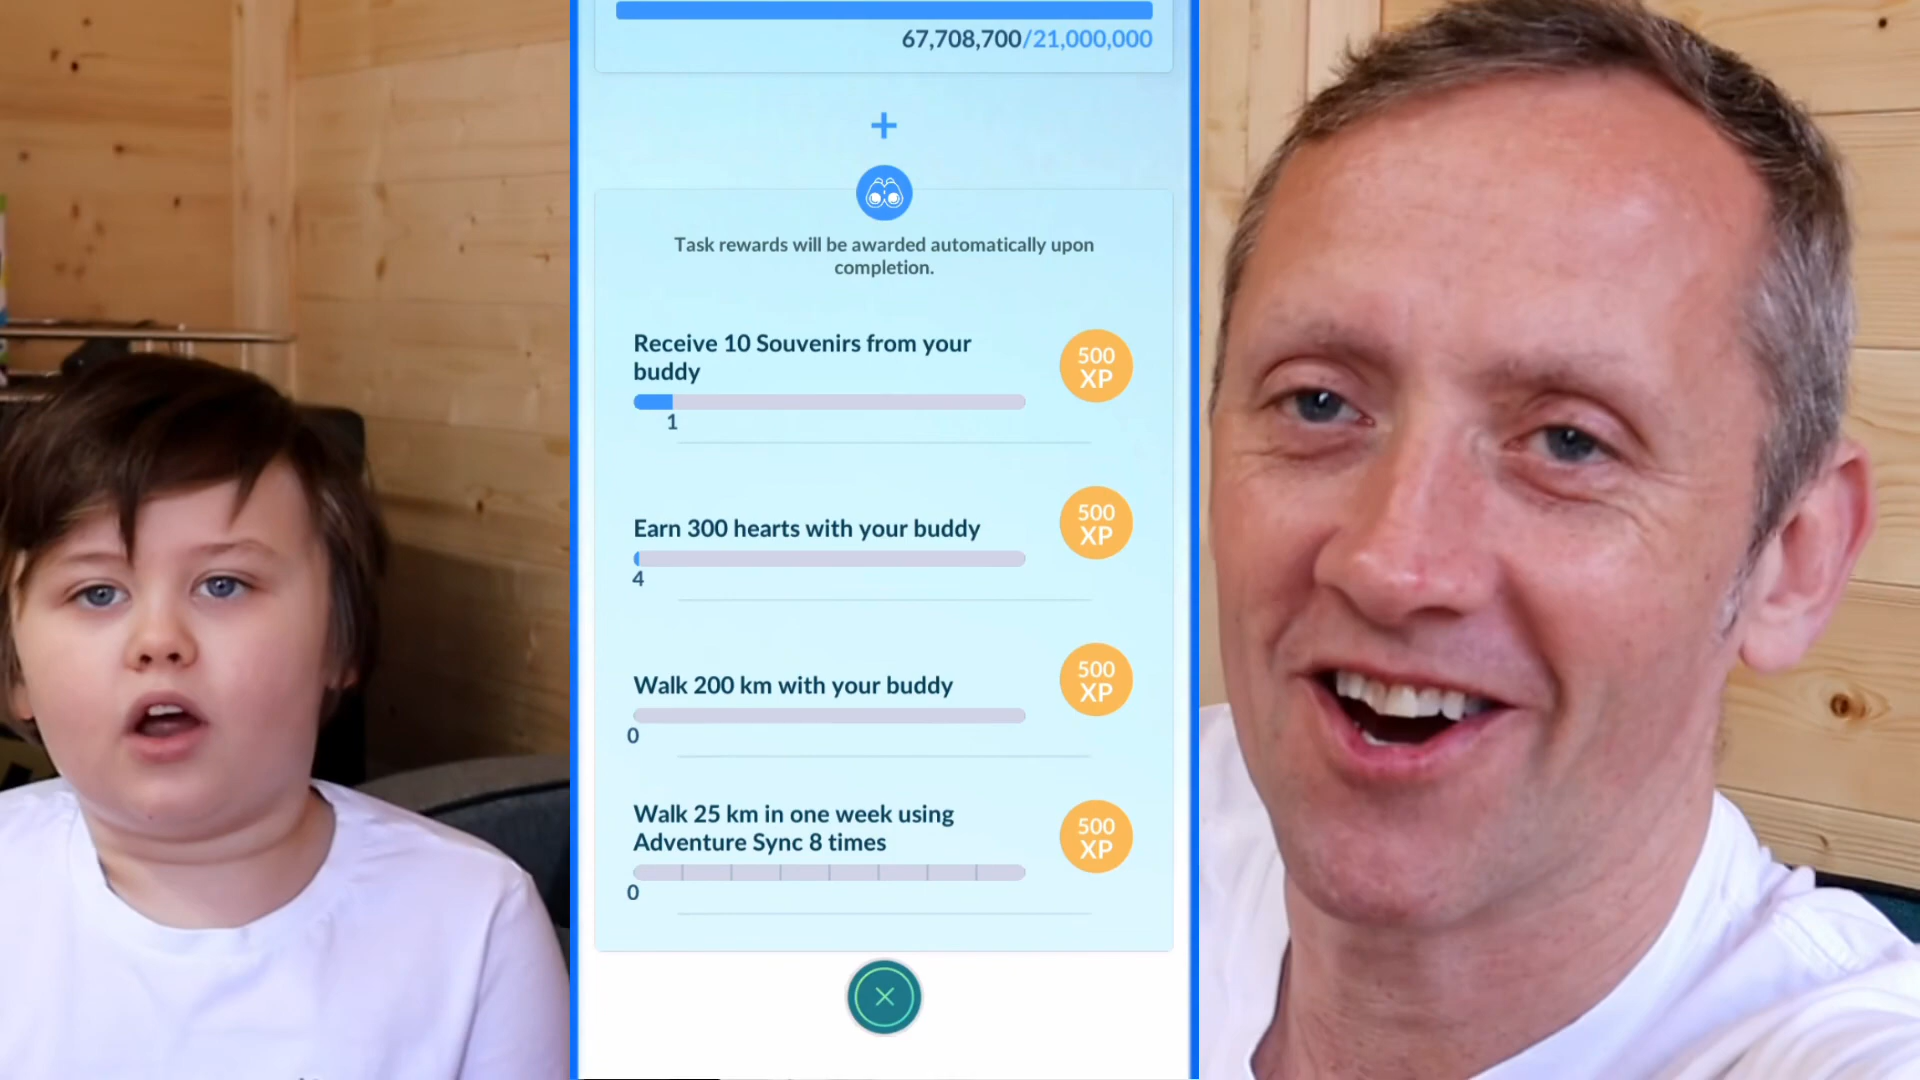 67,708,700/21,000,000
+
Task rewards will be awarded automatically upon
completion.
Receive 10 Souvenirs from your
buddy
500
XP
1
Earn 300 hearts with your buddy
500
XP
4
Walk 200 km with your buddy
500
XP
0
Walk 25 km in one week using
Adventure Sync 8 times
500
XP
0